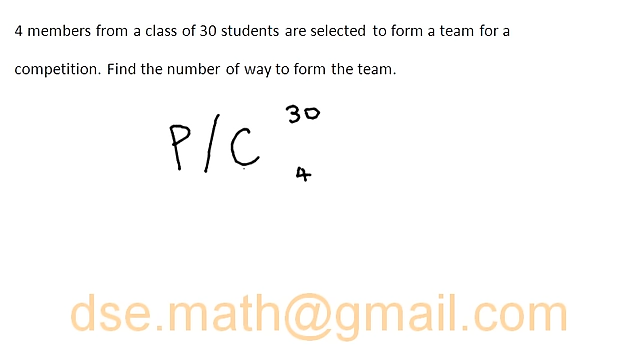 4 members from a class of 30 students are selected to form a team for a
competition. Find the number of way to form the team.
P/C 30
4
dse.math@gmail.com